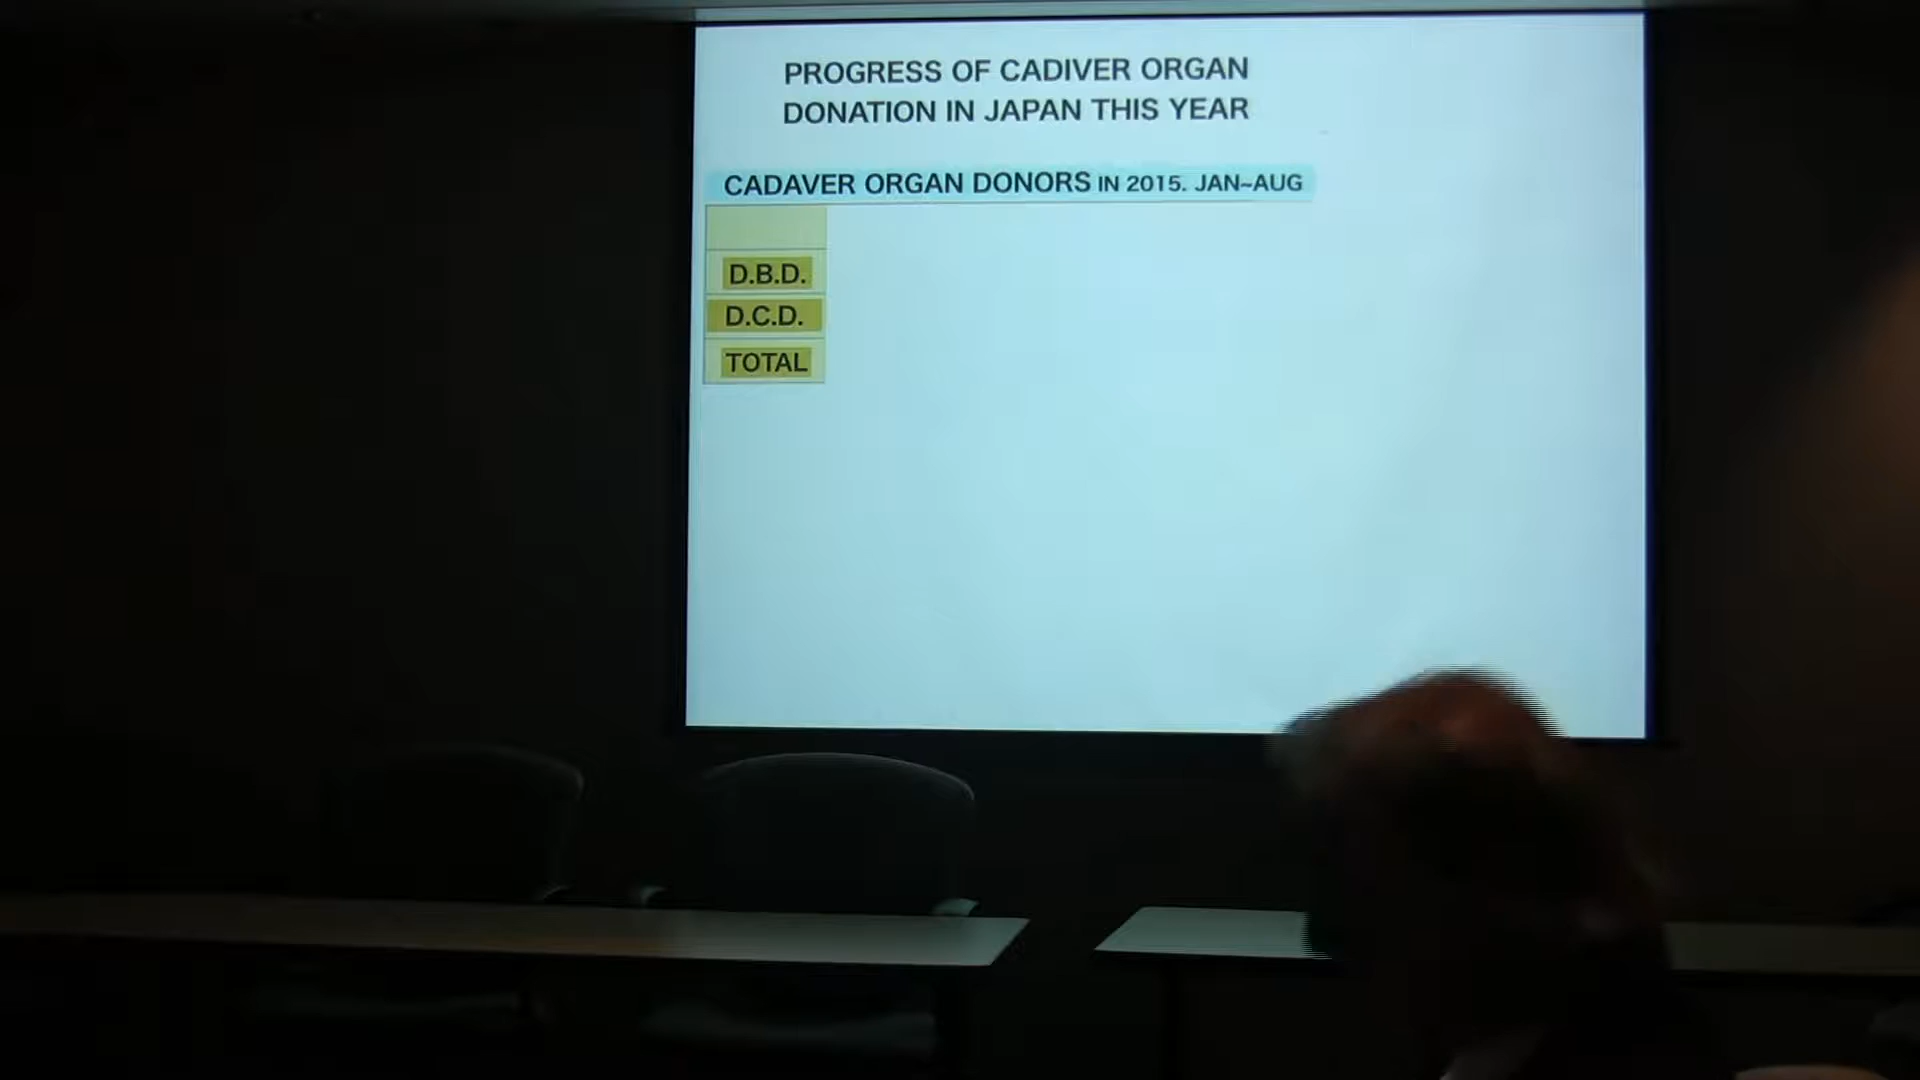 PROGRESS OF CADIVER ORGAN
DONATION IN JAPAN THIS YEAR
CADAVER ORGAN DONORS IN 2015. JAN~AUG
D.B.D.
D.C.D.
TOTAL